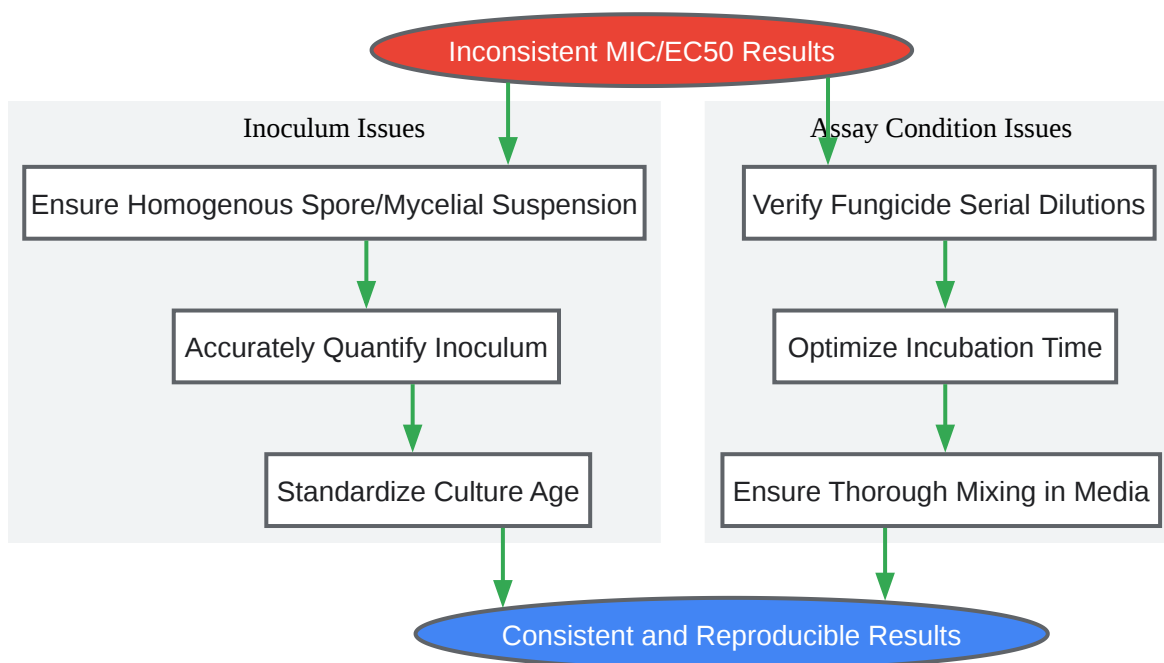 Inconsistent MIC/EC50 Results
Inoculum Issues
Ensure Homogenous Spore/Mycelial Suspension
Accurately Quantify Inoculum
Standardize Culture Age
Assay Condition Issues
Verify Fungicide Serial Dilutions
Optimize Incubation Time
Ensure Thorough Mixing in Media
Consistent and Reproducible Results